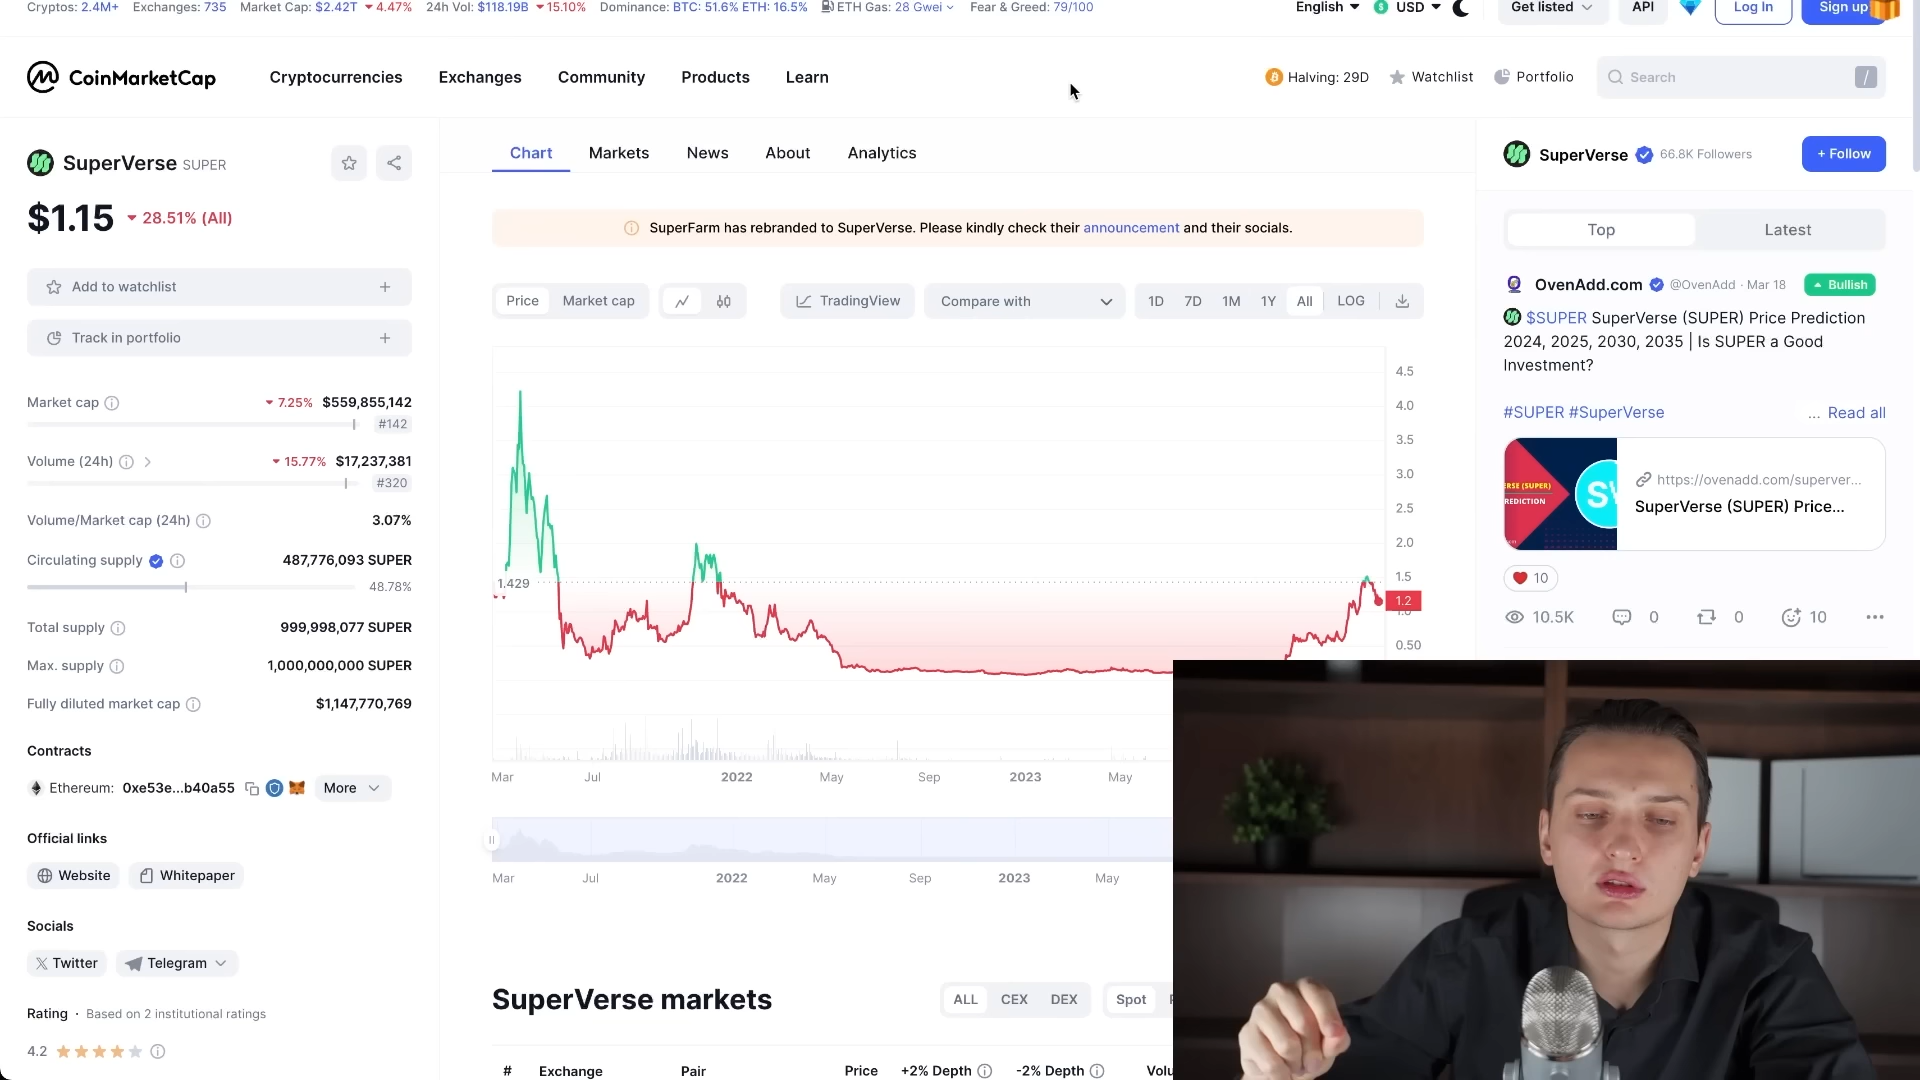 Cryptos: 2.4M+ Exchanges: 735 Market Cap: $2.42T 4.47% 24h Vol: $118.19B 15.10% Dominance: BTC: 51.6% ETH: 16.5% ETH Gas: 28 Gwei Fear & Greed: 79/100 English USD Get listed API Log In Sign up
CoinMarketCap Cryptocurrencies Exchanges Community Products Learn Halving: 29D Watchlist Portfolio Search /
SuperVerse SUPER
$1.15 28.51% (All)
Add to watchlist
Track in portfolio
Market cap 7.25% $559,855,142
#142
Volume (24h) 15.77% $17,237,381
#320
Volume/Market cap (24h) 3.07%
Circulating supply 487,776,093 SUPER
48.78%
Total supply 999,998,077 SUPER
Max. supply 1,000,000,000 SUPER
Fully diluted market cap $1,147,770,769
Contracts
Ethereum: 0xe53e...b40a55 More
Official links
Website Whitepaper
Socials
Twitter Telegram
Rating · Based on 2 institutional ratings
4.2
Chart Markets News About Analytics
SuperFarm has rebranded to SuperVerse. Please kindly check their announcement and their socials.
Price Market cap TradingView Compare with 1D 7D 1M 1Y All LOG
4.5
4.0
3.5
3.0
2.5
2.0
1.5
1.429
1.2
1.0
0.50
Mar Jul 2022 May Sep 2023 May
Mar Jul 2022 May Sep 2023 May
SuperVerse markets ALL CEX DEX Spot
# Exchange Pair Price +2% Depth -2% Depth Volu
SuperVerse 66.8K Followers + Follow
Top Latest
OvenAdd.com @OvenAdd · Mar 18 Bullish
$SUPER SuperVerse (SUPER) Price Prediction
2024, 2025, 2030, 2035 | Is SUPER a Good
Investment?
#SUPER #SuperVerse ... Read all
ERSE (SUPER)
REDICTION
https://ovenadd.com/superver...
SuperVerse (SUPER) Price...
10
10.5K 0 0 10